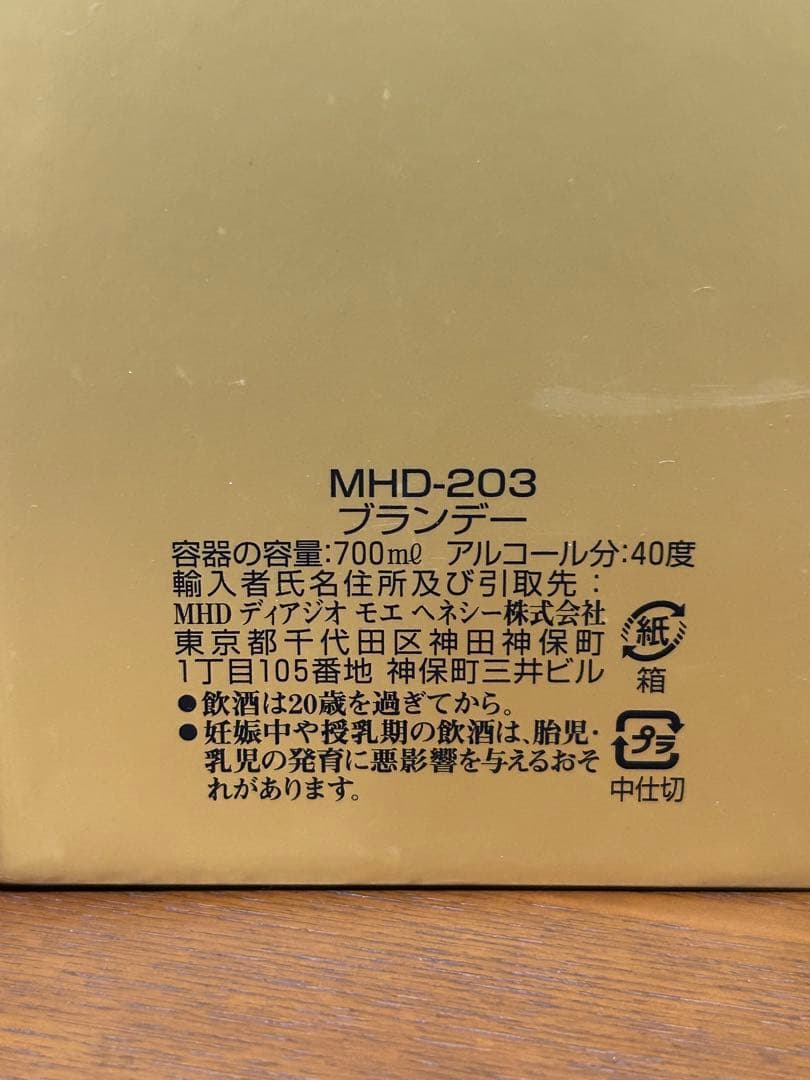 MHD-203
ブランデー
容器の容量:700mℓ アルコール分:40度
輸入者氏名住所及び引取先:
MHD ディアジオ モエ ヘネシー株式会社
東京都千代田区神田神保町
1丁目105番地 神保町三井ビル
●飲酒は20歳を過ぎてから。
●妊娠中や授乳期の飲酒は、胎児・
乳児の発育に悪影響を与えるおそ
れがあります。
紙
箱
プラ
中仕切